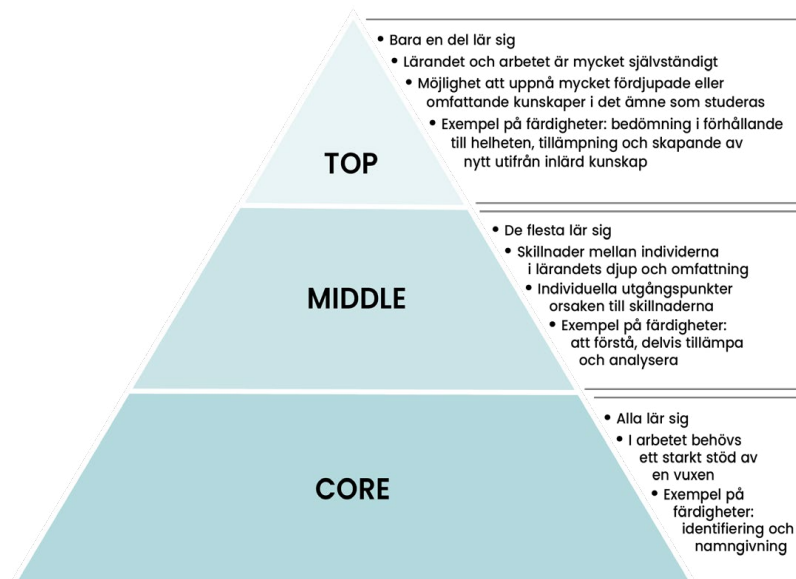 • Bara en del lär sig
• Lärandet och arbetet är mycket självständigt
• Möjlighet att uppnå mycket fördjupade eller
omfattande kunskaper i det ämne som studeras
• Exempel på färdigheter: bedömning i förhållande
till helheten, tillämpning och skapande av
nytt utifrån inlärd kunskap
TOP
• De flesta lär sig
• Skillnader mellan individerna
i lärandets djup och omfattning
• Individuella utgångspunkter
orsaken till skillnaderna
• Exempel på färdigheter:
att förstå, delvis tillämpa
och analysera
MIDDLE
• Alla lär sig
• I arbetet behövs
ett starkt stöd av
en vuxen
• Exempel på
färdigheter:
identifiering och
namngivning
CORE